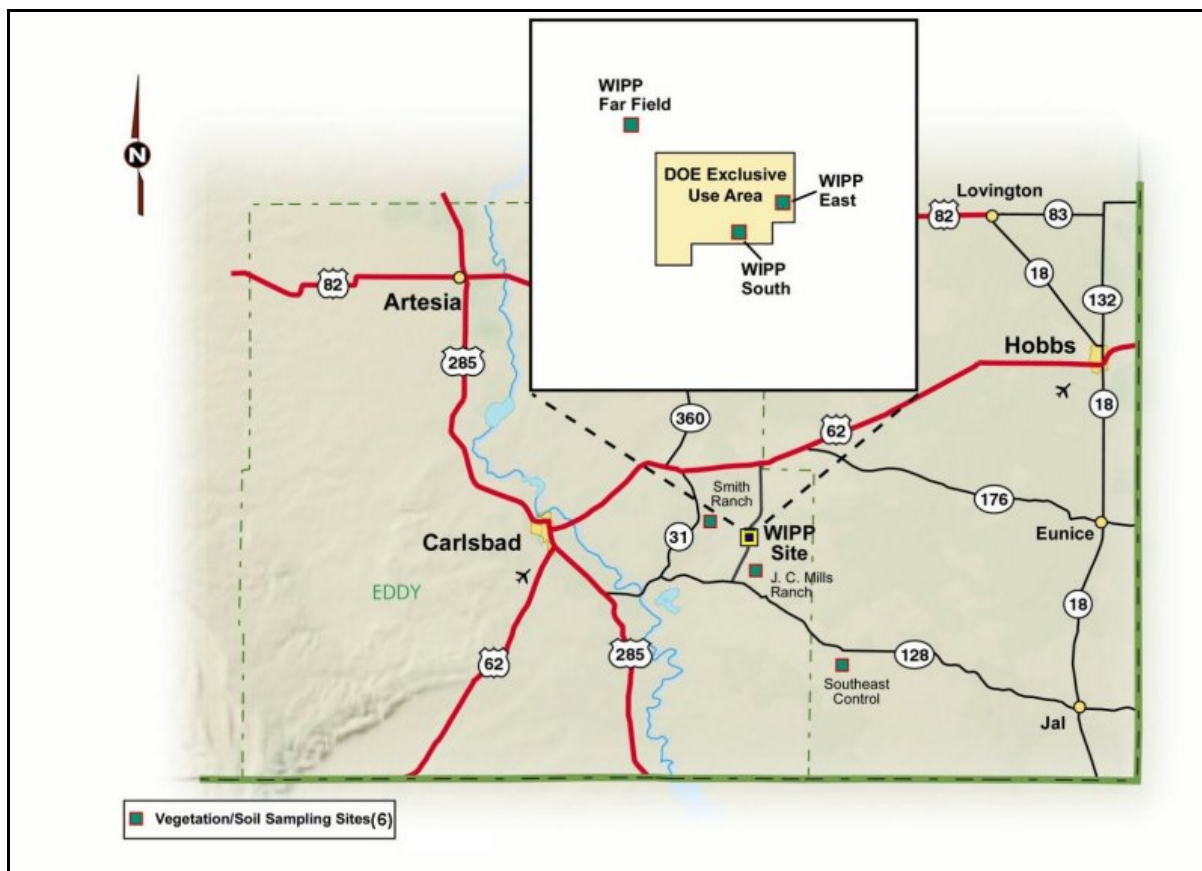 WIPP
Far Field
N
DOE Exclusive
Use Area
WIPP
East
WIPP
South
Lovington
82
83
18
132
82
Artesia
285
Hobbs
18
360
62
Smith
Ranch
176
31
WIPP
Site
Eunice
Carlsbad
J. C. Mills
Ranch
EDDY
18
62
285
128
Southeast
Control
Jal
Vegetation/Soil Sampling Sites(6)